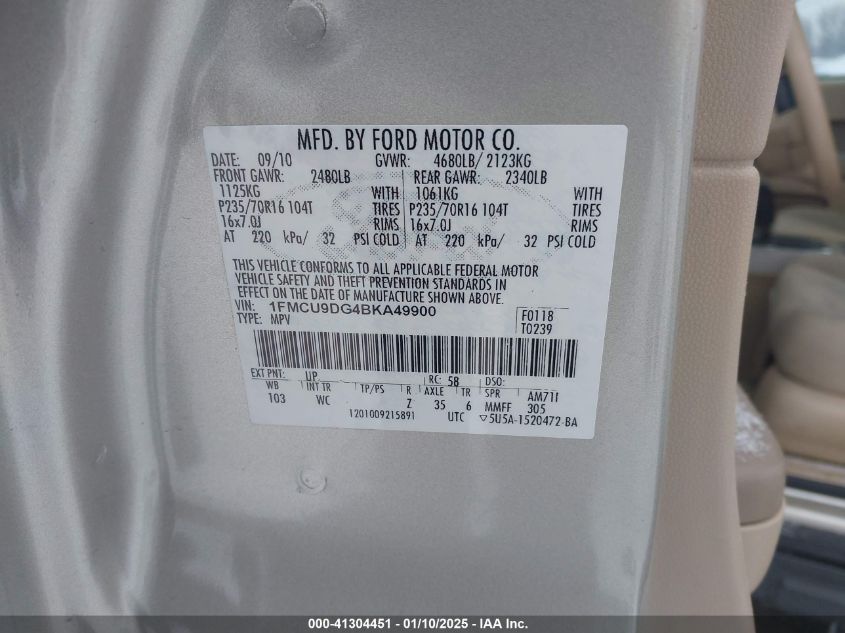 MFD. BY FORD MOTOR CO.
DATE: 09/10 GVWR: 4680LB/ 2123KG
FRONT GAWR: 2480LB REAR GAWR: 2340LB
1125KG WITH 1061KG WITH
P235/70R16 104T TIRES P235/70R16 104T TIRES
16x7.0J RIMS 16x7.0J RIMS
AT 220 kPa/ 32 PSI COLD AT 220 kPa/ 32 PSI COLD
THIS VEHICLE CONFORMS TO ALL APPLICABLE FEDERAL MOTOR
VEHICLE SAFETY AND THEFT PREVENTION STANDARDS IN
EFFECT ON THE DATE OF MANUFACTURE SHOWN ABOVE.
VIN: 1FMCU9DG4BKA49900 F0118
TYPE: MPV T0239
EXT PNT: UP RC: 58 DSO:
WB INT TR TP/PS R AXLE TR SPR AM71I
103 WC Z 35 6 MMFF 305
1201009215891 UTC ▽5U5A-1520472-BA
000-41304451 - 01/10/2025 - IAA Inc.